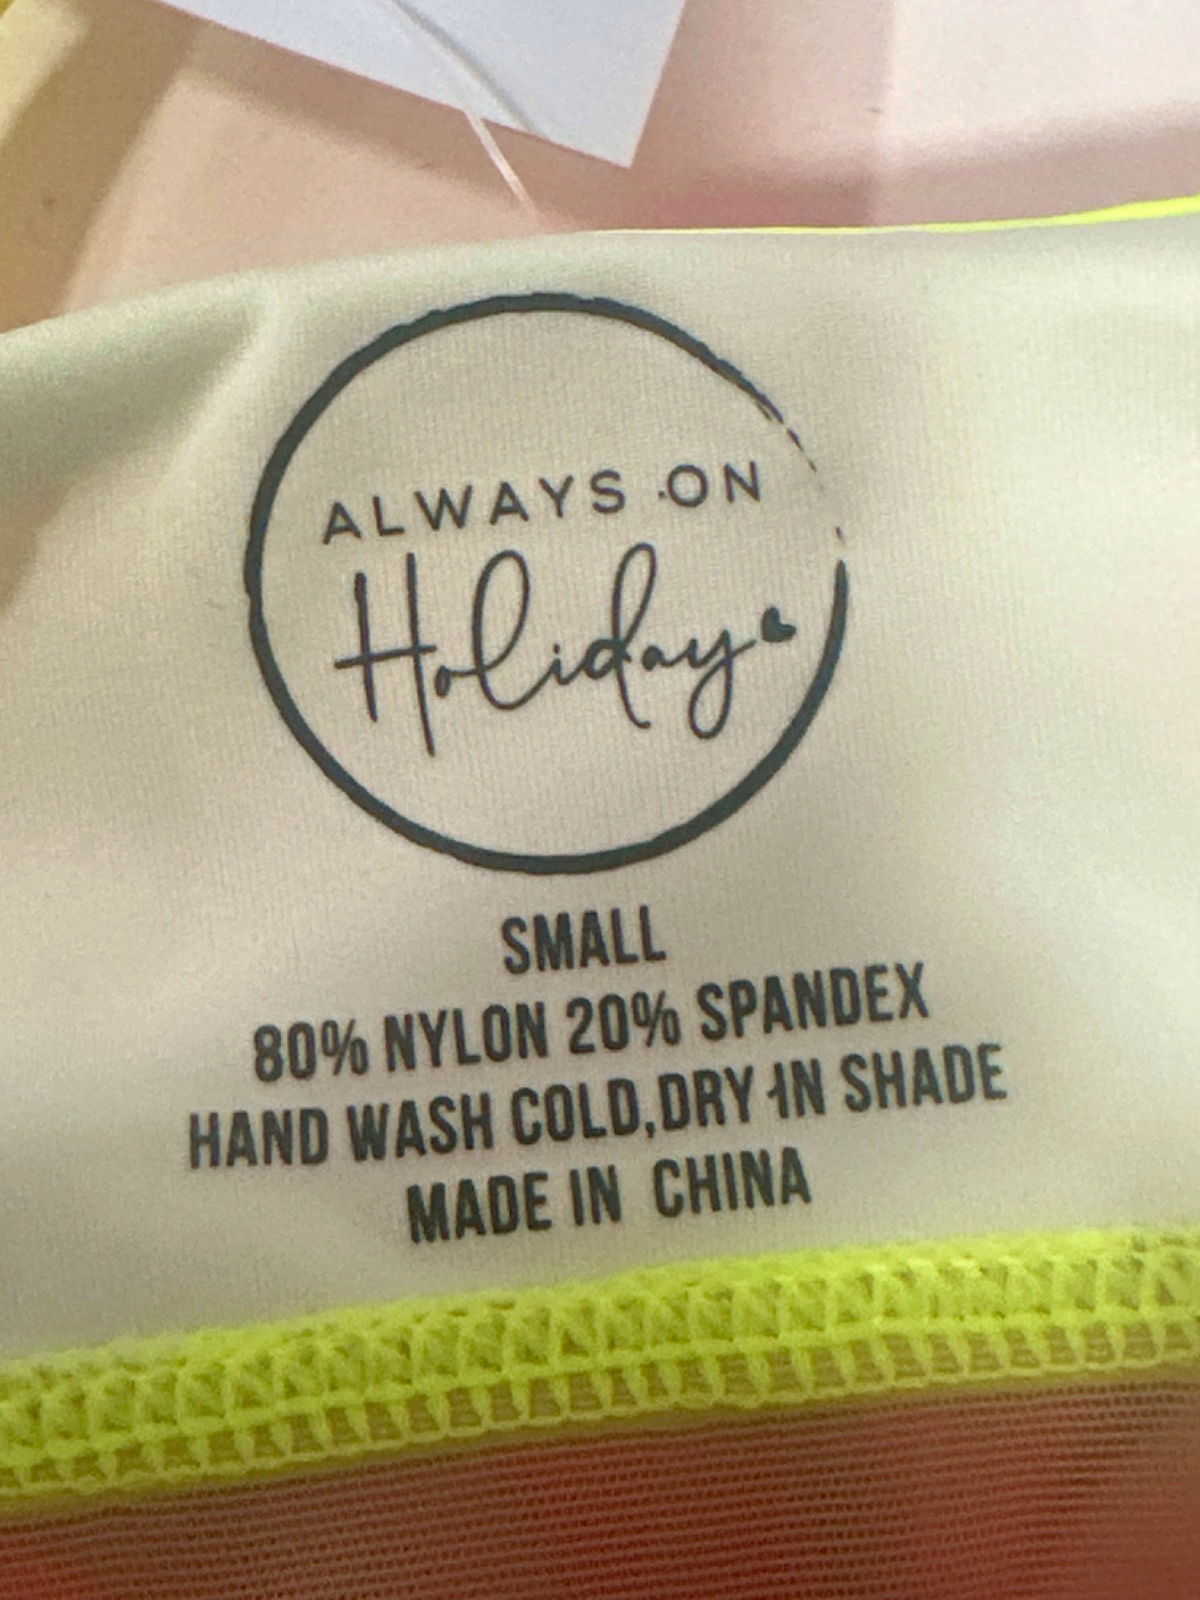 ALWAYS ON
Holiday
SMALL
80% NYLON 20% SPANDEX
HAND WASH COLD,DRY IN SHADE
MADE IN CHINA